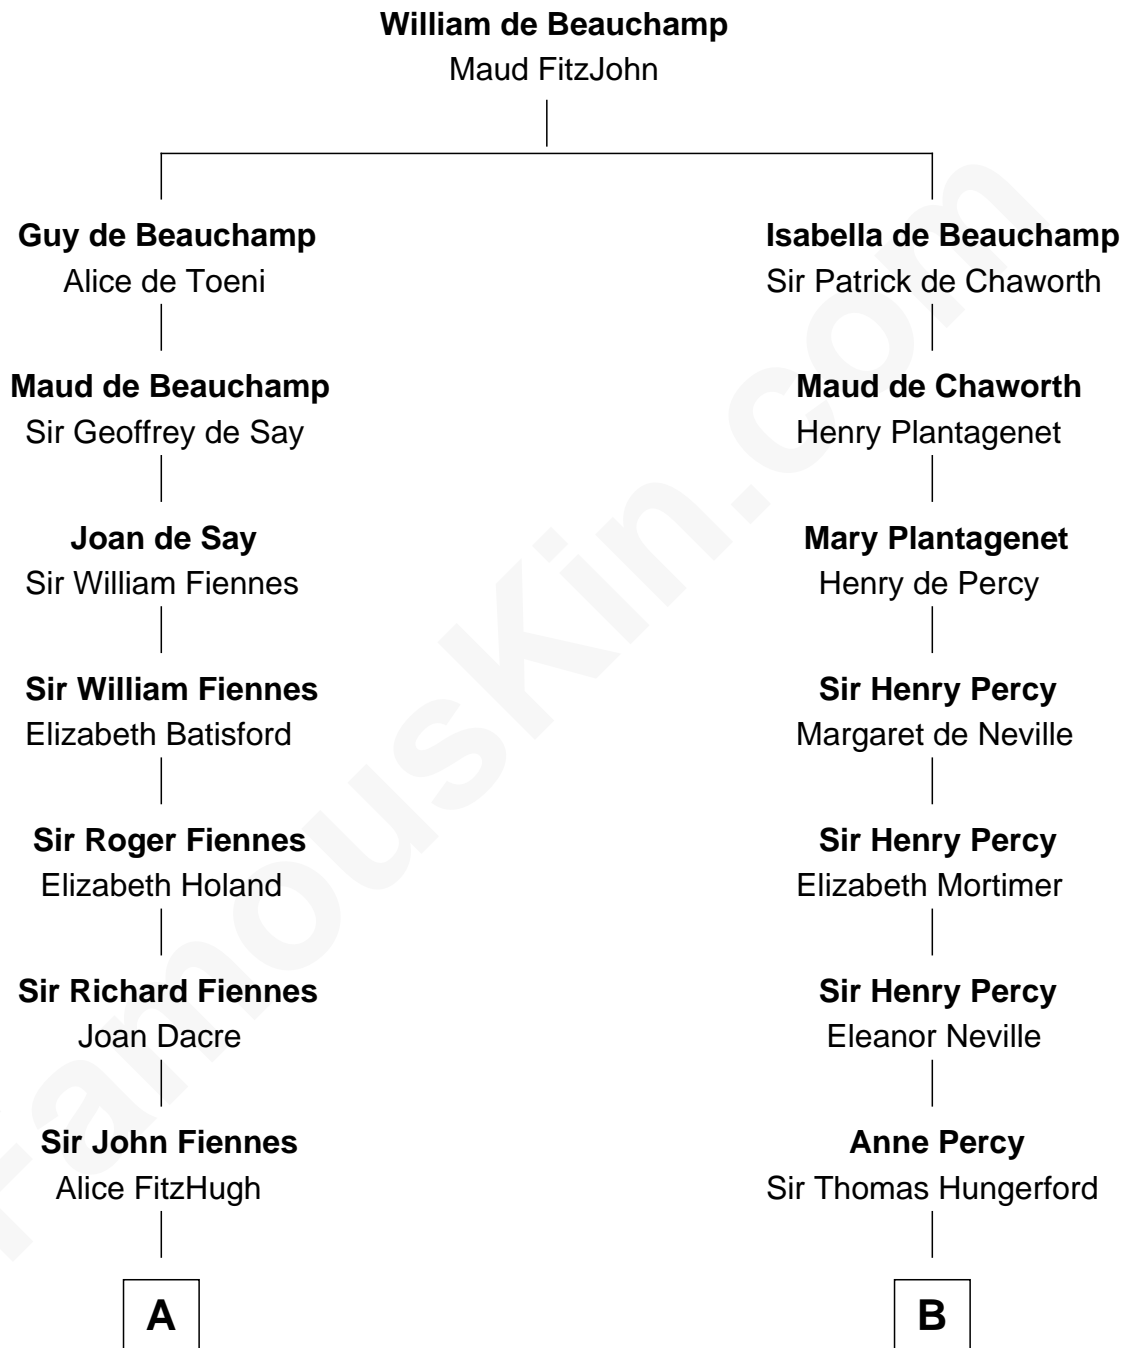 William de Beauchamp
Maud FitzJohn
Guy de Beauchamp
Alice de Toeni
Isabella de Beauchamp
Sir Patrick de Chaworth
Maud de Beauchamp
Sir Geoffrey de Say
Maud de Chaworth
Henry Plantagenet
Joan de Say
Sir William Fiennes
Mary Plantagenet
Henry de Percy
Sir William Fiennes
Elizabeth Batisford
Sir Henry Percy
Margaret de Neville
Sir Roger Fiennes
Elizabeth Holand
Sir Henry Percy
Elizabeth Mortimer
Sir Richard Fiennes
Joan Dacre
Sir Henry Percy
Eleanor Neville
Sir John Fiennes
Alice FitzHugh
Anne Percy
Sir Thomas Hungerford
A
B
FamousKin.com